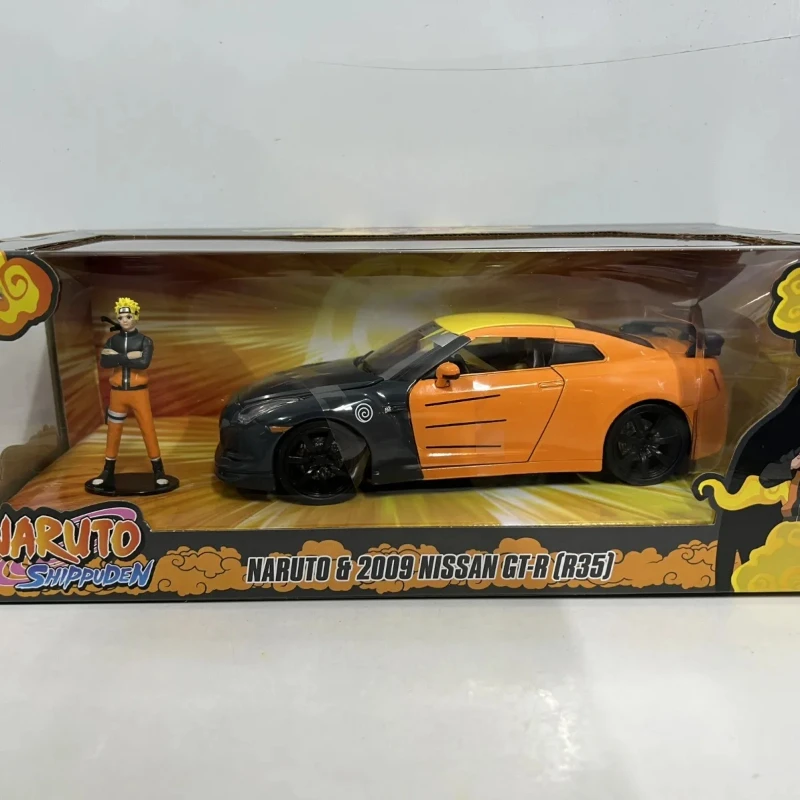 NARUTO
SHIPPUDEN
NARUTO & 2009 NISSAN GT-R (R35)